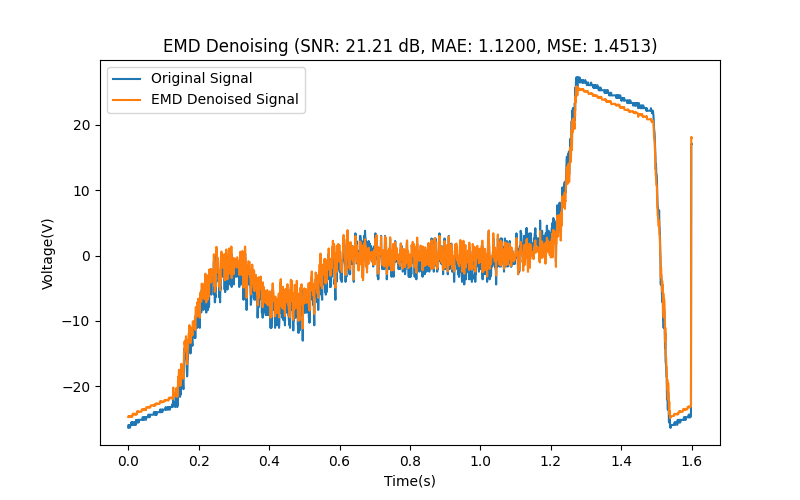 EMD Denoising (SNR: 21.21 dB, MAE: 1.1200, MSE: 1.4513)
Original Signal
EMD Denoised Signal
20
10
0
−10
−20
Voltage(V)
0.0 0.2 0.4 0.6 0.8 1.0 1.2 1.4 1.6
Time(s)